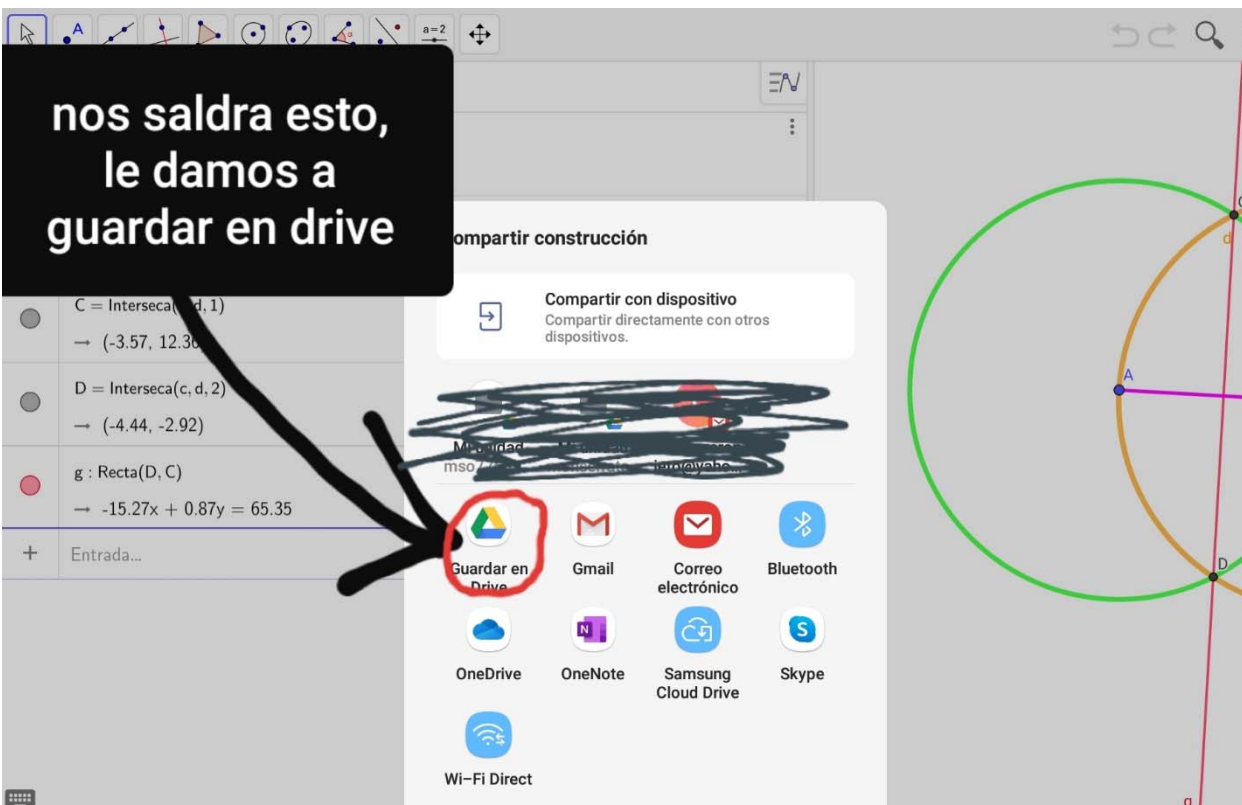 A
a=2
nos saldra esto,
le damos a
guardar en drive
ompartir construcción
Compartir con dispositivo
Compartir directamente con otros
dispositivos.
C = Interseca( d, 1)
→ (-3.57, 12.36
D = Interseca(c, d, 2)
→ (-4.44, -2.92)
g : Recta(D, C)
→ -15.27x + 0.87y = 65.35
+ Entrada...
Guardar en
Drive
Gmail
Correo
electrónico
Bluetooth
OneDrive
OneNote
Samsung
Cloud Drive
Skype
Wi-Fi Direct
d
A
D
g